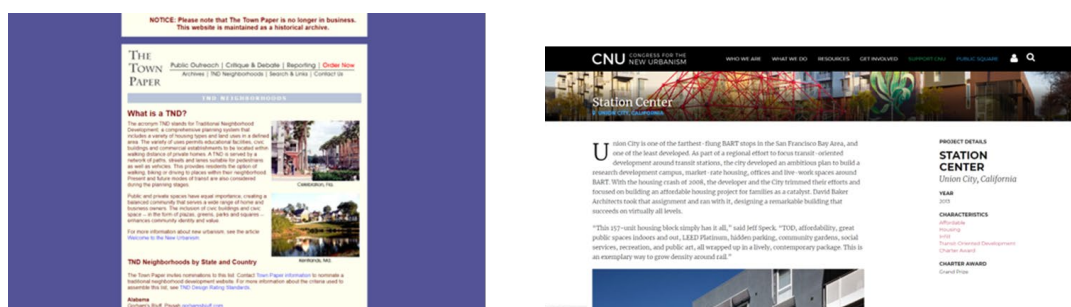 NOTICE: Please note that The Town Paper is no longer in business.
This website is maintained as a historical archive.
THE
TOWN
PAPER
Public Outreach | Critique & Debate | Reporting | Order Now
Archives | TND Neighborhoods | Search & Links | Contact Us
TND NEIGHBORHOODS
What is a TND?
The acronym TND stands for Traditional Neighborhood
Development, a comprehensive planning system that
includes a variety of housing types and land uses in a defined
area. The variety of uses permits educational facilities, civic
buildings and commercial establishments to be located within
walking distance of private homes. A TND is served by a
network of paths, streets and lanes suitable for pedestrians
as well as vehicles. This provides residents the option of
walking, biking or driving to places within their neighborhood.
Present and future modes of transit are also considered
during the planning stages.
Celebration, FL
Public and private spaces have equal importance, creating a
balanced community that serves a wide range of home and
business owners. The inclusion of civic buildings and civic
space -- in the form of plazas, greens, parks and squares --
enhances community identity and value.
For more information about new urbanism, see the article
Welcome to the New Urbanism.
Kentlands, MD
TND Neighborhoods by State and Country
The Town Paper invites nominations to this list. Contact Town Paper information to nominate a
traditional neighborhood development website. For more information about the criteria used to
assemble this list, see TND Design Rating Standards.
Alabama
CNU CONGRESS FOR THE
NEW URBANISM
WHO WE ARE WHAT WE DO RESOURCES GET INVOLVED SUPPORT CNU PUBLIC SQUARE
Station Center
UNION CITY, CALIFORNIA
Union City is one of the farthest-flung BART stops in the San Francisco Bay Area, and
one of the least developed. As part of a regional effort to focus transit-oriented
development around transit stations, the city developed an ambitious plan to build a
research development campus, market-rate housing, offices and live-work spaces around
BART. With the housing crash of 2008, the developer and the City trimmed their efforts and
focused on building an affordable housing project for families as a catalyst. David Baker
Architects took that assignment and ran with it, designing a remarkable building that
succeeds on virtually all levels.
"This 157-unit housing block simply has it all," said Jeff Speck. "TOD, affordability, great
public spaces indoors and out, LEED Platinum, hidden parking, community gardens, social
services, recreation, and public art, all wrapped up in a lively, contemporary package. This is
an exemplary way to grow density around rail."
PROJECT DETAILS
STATION
CENTER
Union City, California
YEAR
2013
CHARACTERISTICS
Affordable
Housing
Infill
Transit Oriented Development
Charter Award
CHARTER AWARD
Grand Prize